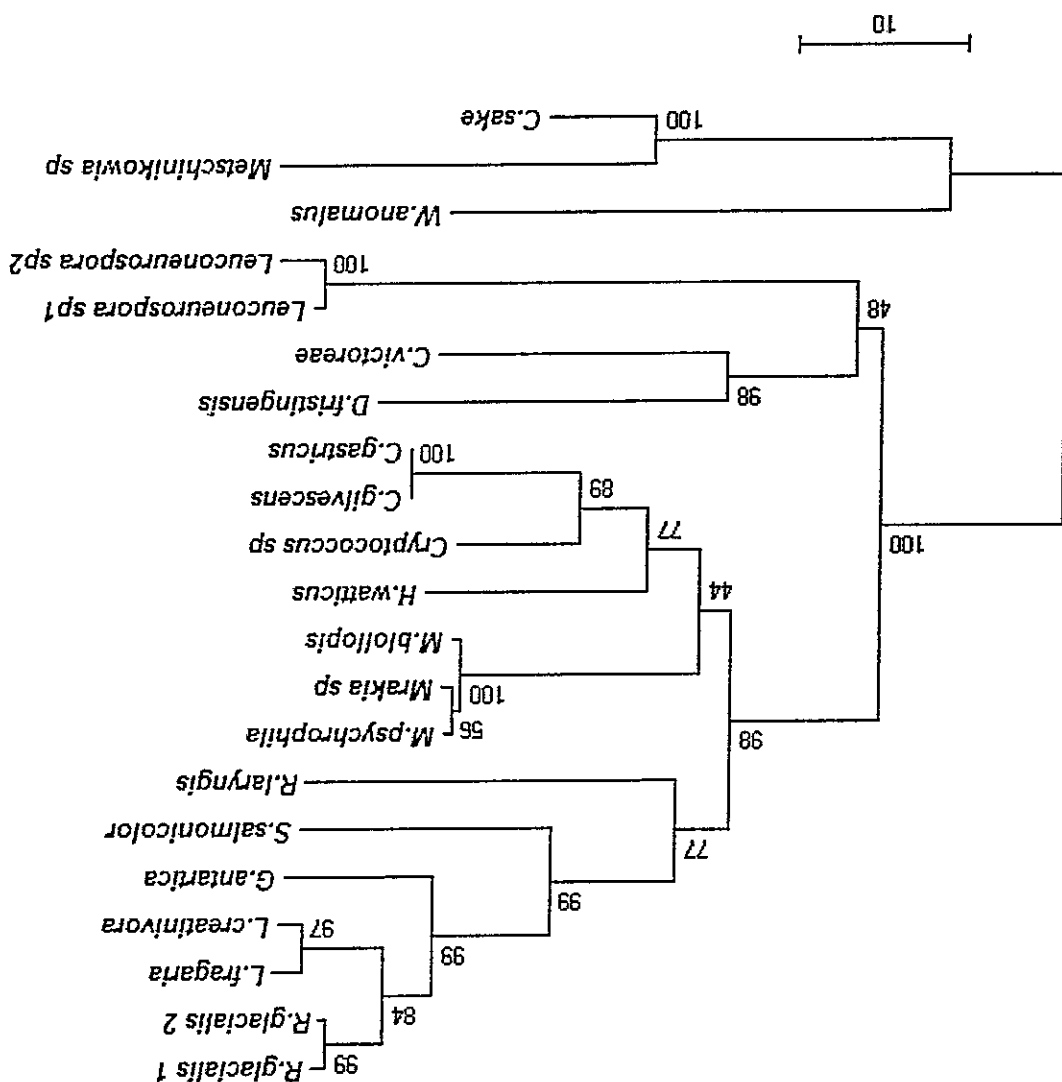 99
R.glacialis 1
R.glacialis 2
84
L.fragaria
99
97
L.creatinivora
99
G.antartica
77
S.salmonicolor
R.laryngis
98
56
M.psychrophila
100
Mrakia sp
M.blollopis
44
H.watticus
100
Cryptococcus sp
77
C.gilvescens
89
100
C.gastricus
D.fristingensis
98
C.victoreae
48
Leuconeurospora sp1
100
Leuconeurospora sp2
W.anomalus
Metschinikowia sp
100
C.sake
10